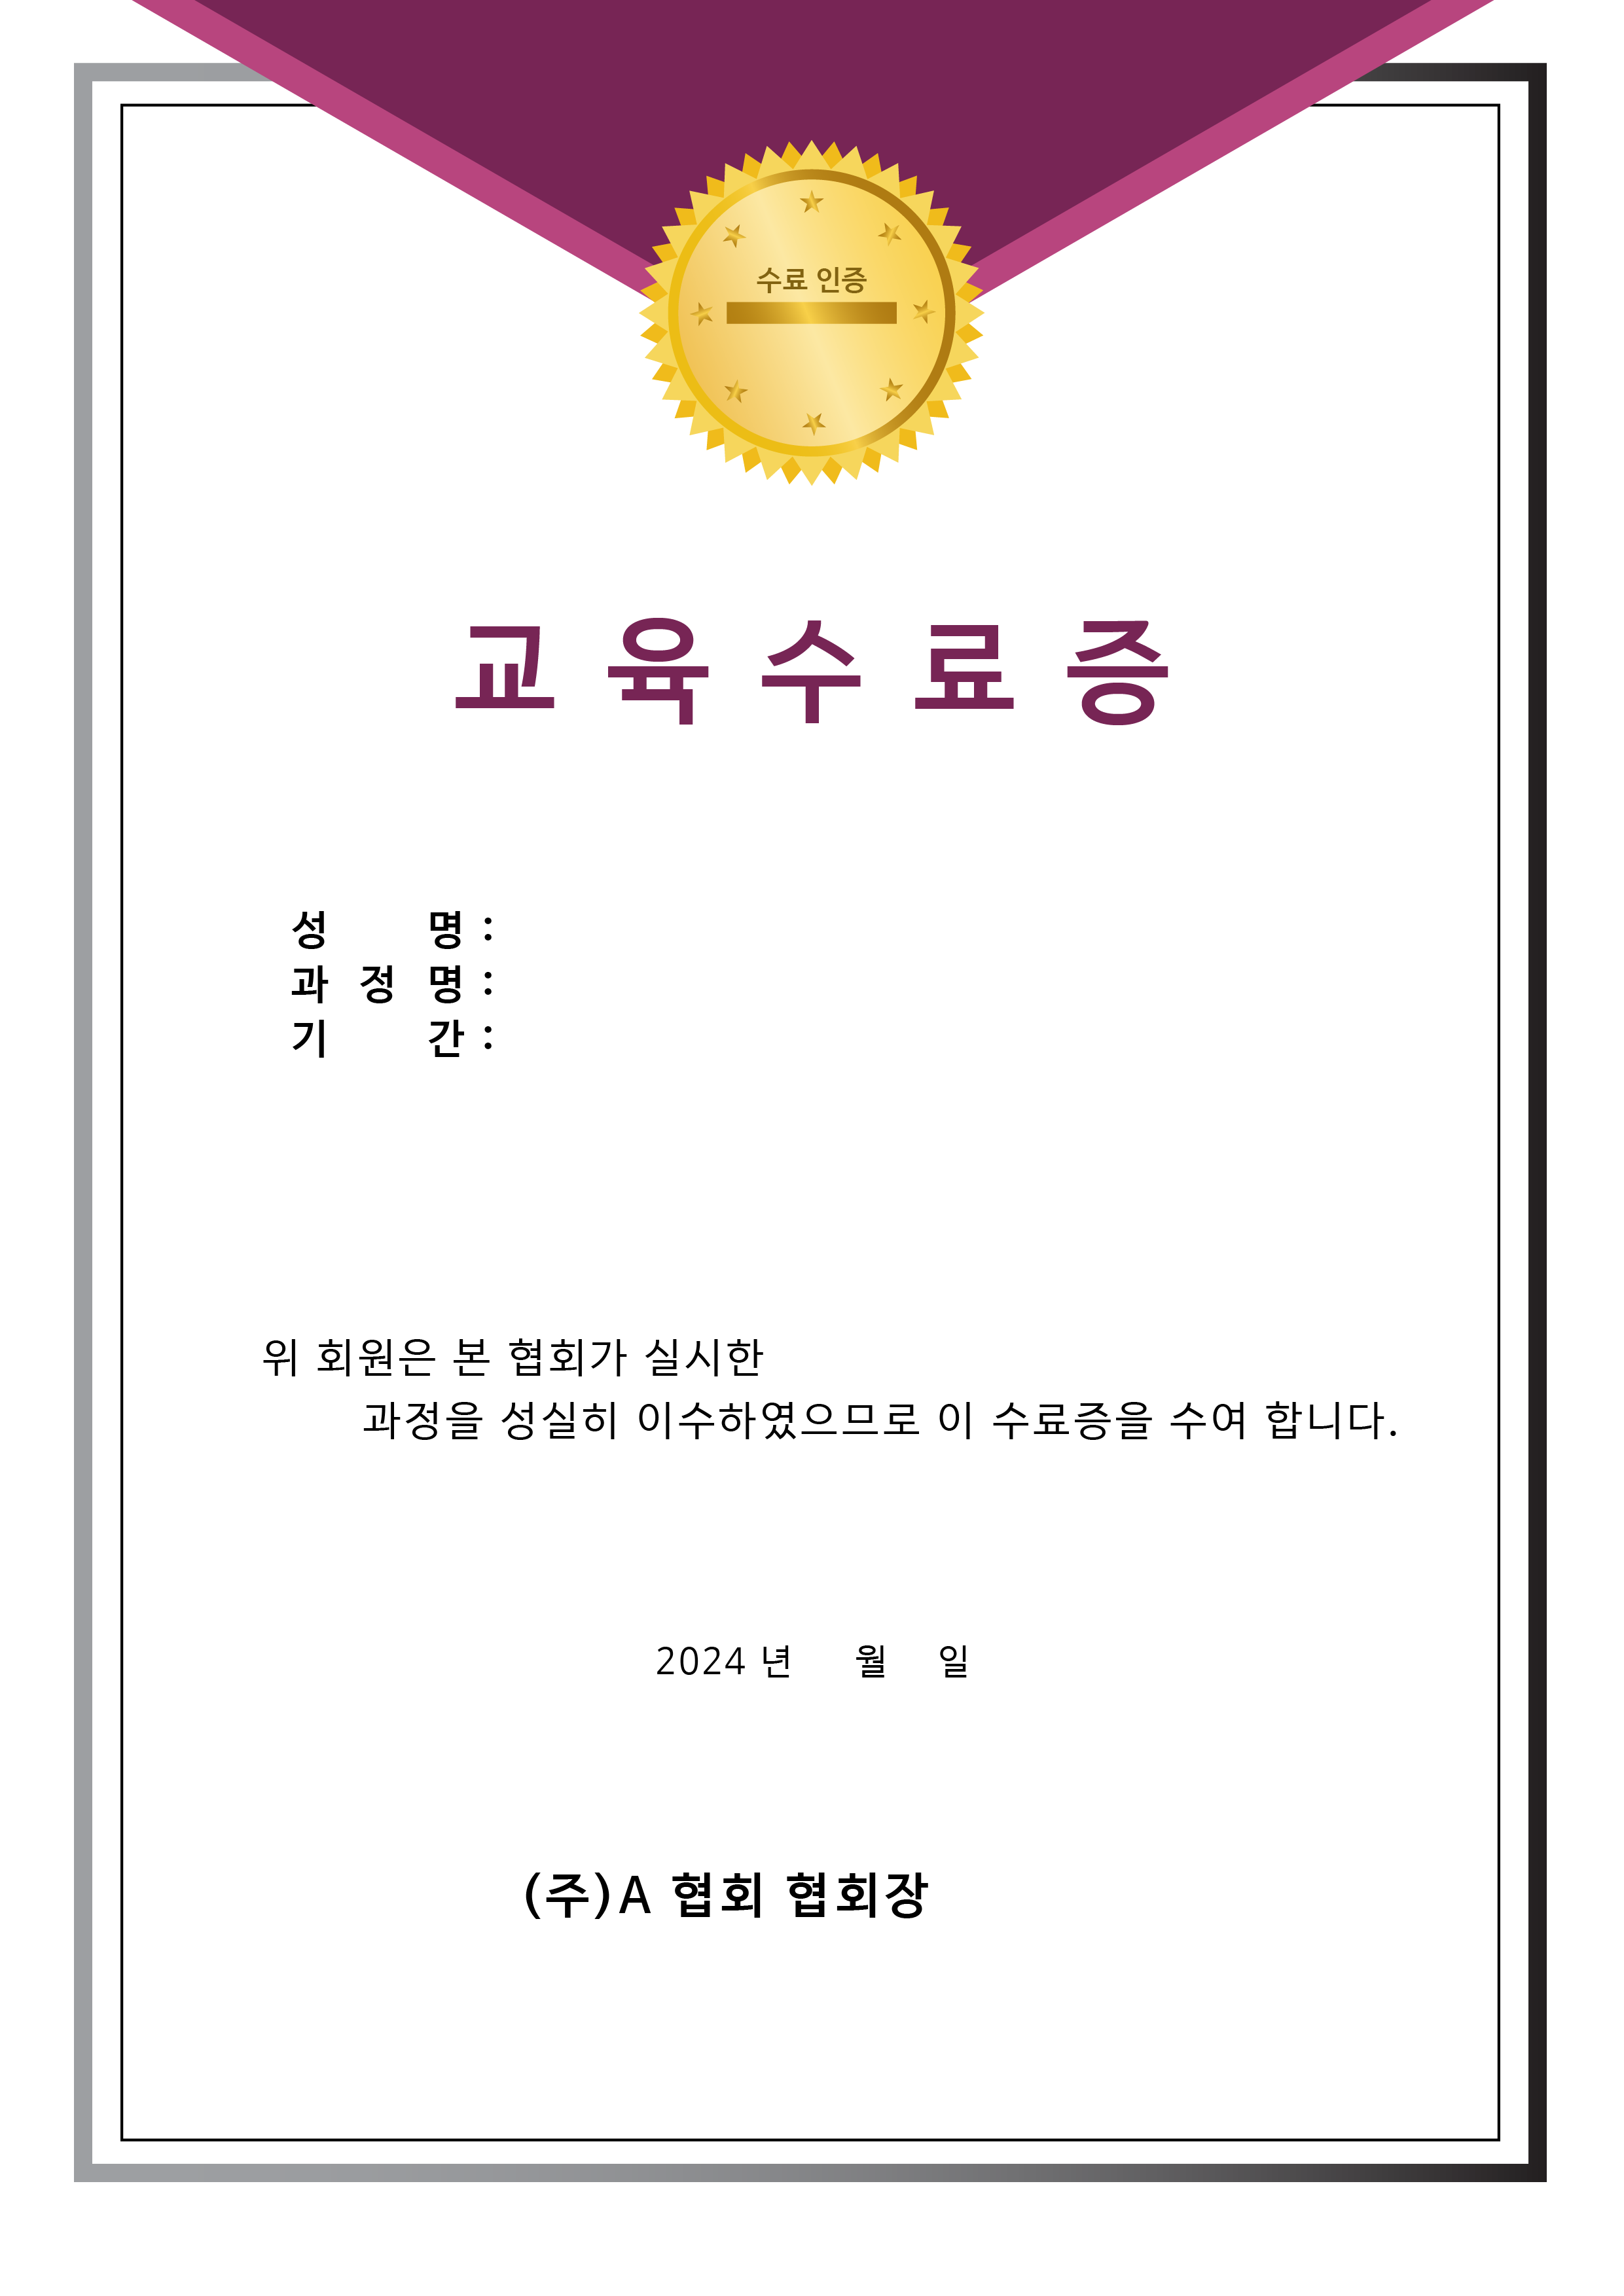 수료 인증
교 육 수 료 증
성 명 :
과 정 명 :
기 간 :
위 회원은 본 협회가 실시한
과정을 성실히 이수하였으므로 이 수료증을 수여 합니다.
2024 년 월 일
(주)A 협회 협회장